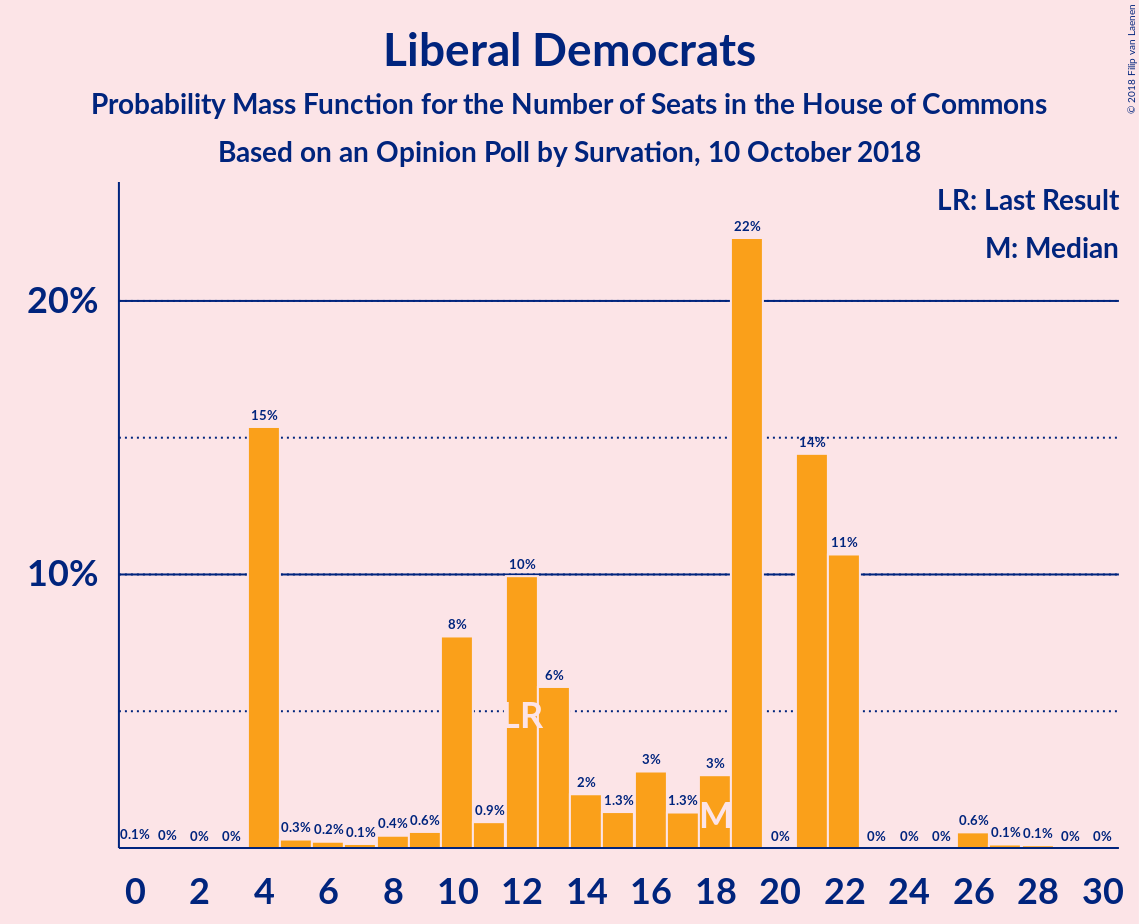 Liberal Democrats
Probability Mass Function for the Number of Seats in the House of Commons
Based on an Opinion Poll by Survation, 10 October 2018
© 2018 Filip van Laenen
LR: Last Result
M: Median
20%
10%
0.1% 0% 0% 0% 15% 0.3% 0.2% 0.1% 0.4% 0.6% 8% 0.9% 10% 6% 2% 1.3% 3% 1.3% 3% 22% 0% 14% 11% 0% 0% 0% 0.6% 0.1% 0.1% 0% 0%
LR
M
0 2 4 6 8 10 12 14 16 18 20 22 24 26 28 30